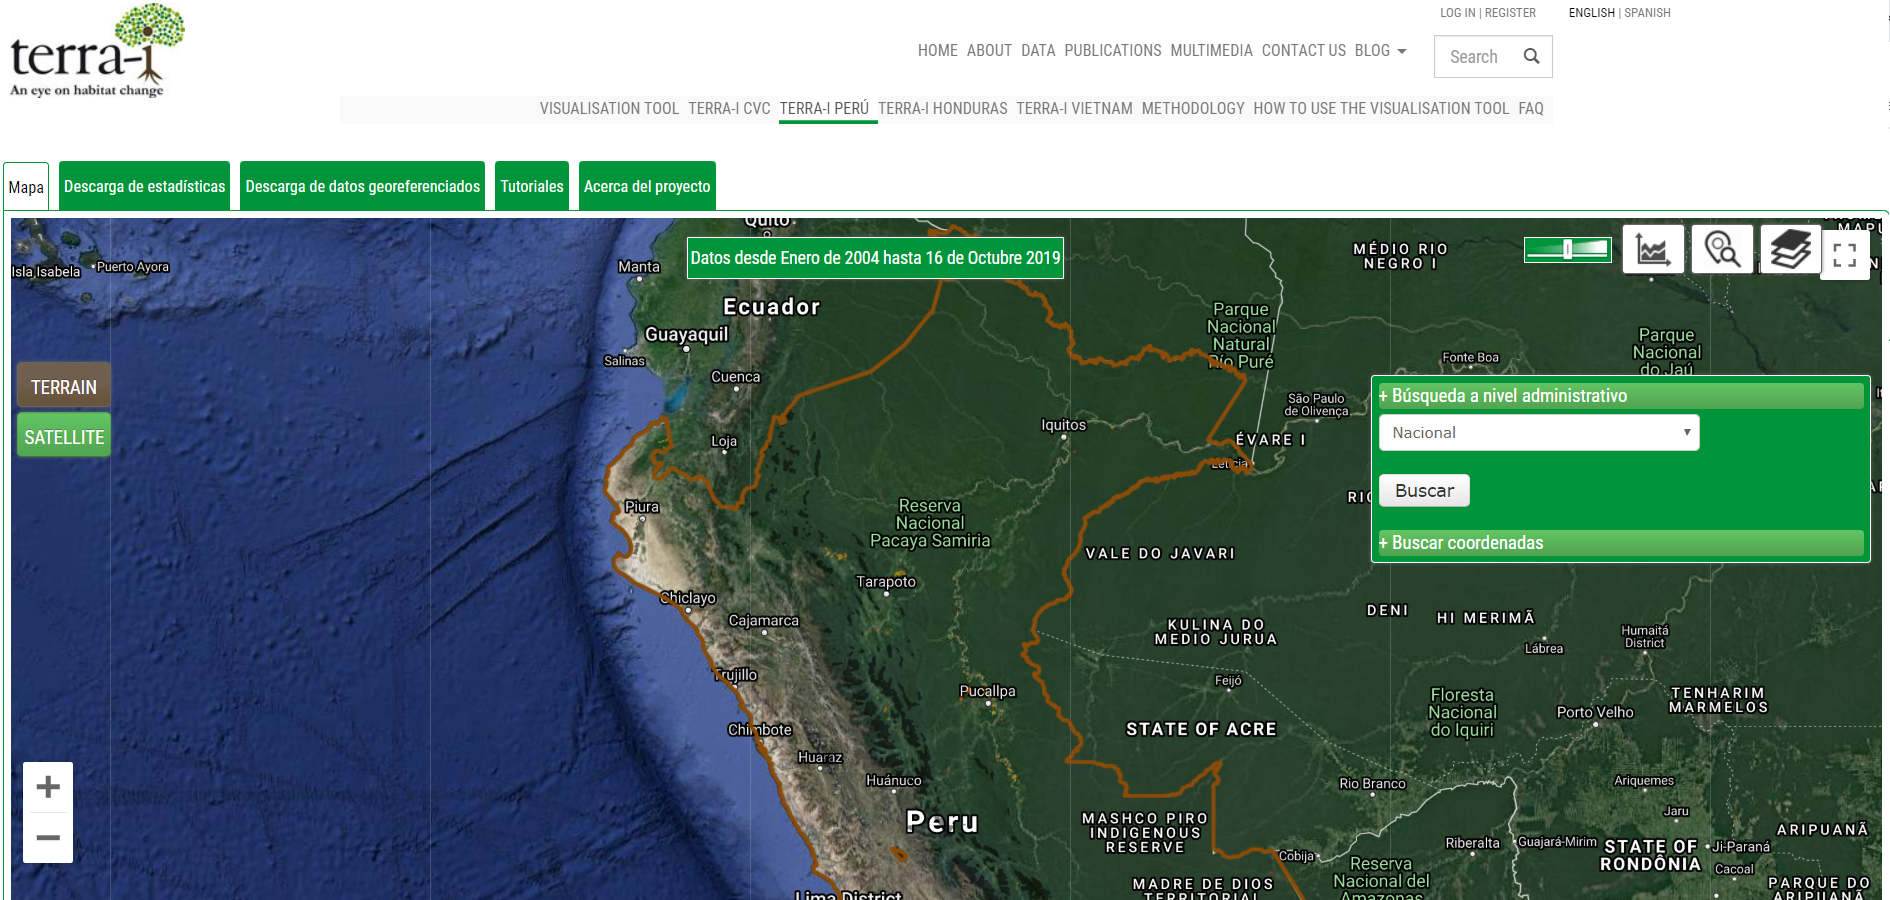 LOG IN | REGISTER
ENGLISH | SPANISH
terra-i
An eye on habitat change
HOME ABOUT DATA PUBLICATIONS MULTIMEDIA CONTACT US BLOG
Search
VISUALISATION TOOL TERRA-I CVC TERRA-I PERÚ TERRA-I HONDURAS TERRA-I VIETNAM METHODOLOGY HOW TO USE THE VISUALISATION TOOL FAQ
Mapa
Descarga de estadísticas
Descarga de datos georeferenciados
Tutoriales
Acerca del proyecto
Quito
Datos desde Enero de 2004 hasta 16 de Octubre 2019
MÉDIO RIO
NEGRO I
Isla Isabela
Puerto Ayora
Manta
Ecuador
Guayaquil
Salinas
Cuenca
Loja
Parque
Nacional
Natural
Río Puré
Parque
Nacional
do Jaú
Fonte Boa
São Paulo
de Olivença
TERRAIN
SATELLITE
+ Búsqueda a nivel administrativo
Nacional
Buscar
+ Buscar coordenadas
Iquitos
ÉVARE I
Leticia
Piura
Reserva
Nacional
Pacaya Samiria
VALE DO JAVARI
Tarapoto
Chiclayo
Cajamarca
DENI
HI MERIMÃ
KULINA DO
MEDIO JURUA
Humaitá
District
Lábrea
Trujillo
Feijó
Pucallpa
Floresta
Nacional
do Iquiri
TENHARIM
MARMELOS
Porto Velho
Chimbote
STATE OF ACRE
Huaraz
Huánuco
Rio Branco
Ariquemes
Jaru
Peru
MASHCO PIRO
INDIGENOUS
RESERVE
ARIPUANÃ
Riberalta
Guajará-Mirim
STATE OF
RONDÔNIA
Ji-Paraná
Cacoal
Cobija
Reserva
Nacional del
Amazonas
MADRE DE DIOS
TERRITORIAL
PARQUE DO
ARIPUANÃ
Lima District